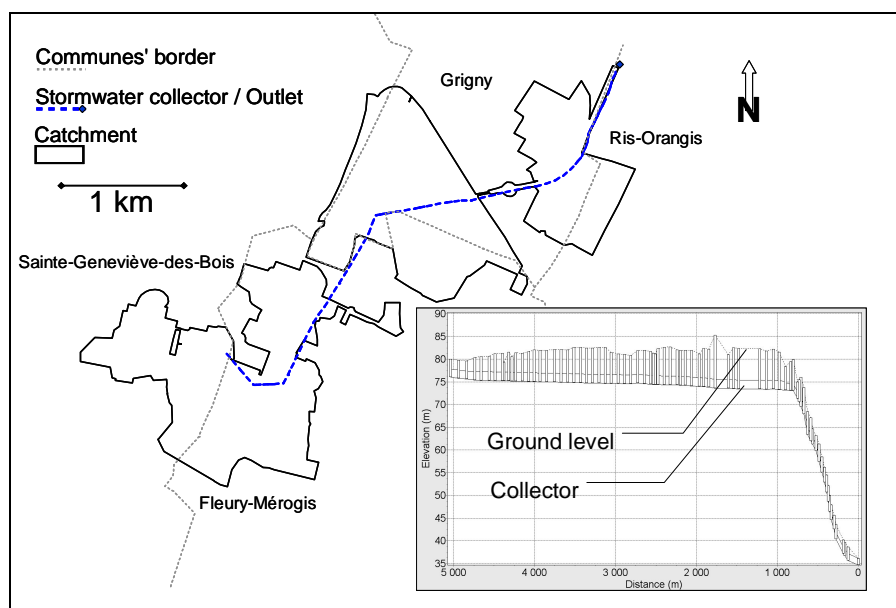 Communes' border
Stormwater collector / Outlet
Catchment
1 km
Grigny
Ris-Orangis
N
Sainte-Geneviève-des-Bois
Fleury-Mérogis
90
85
80
75
70
65
60
55
50
45
40
35
Elevation (m)
Ground level
Collector
5 000
4 000
3 000
2 000
1 000
0
Distance (m)